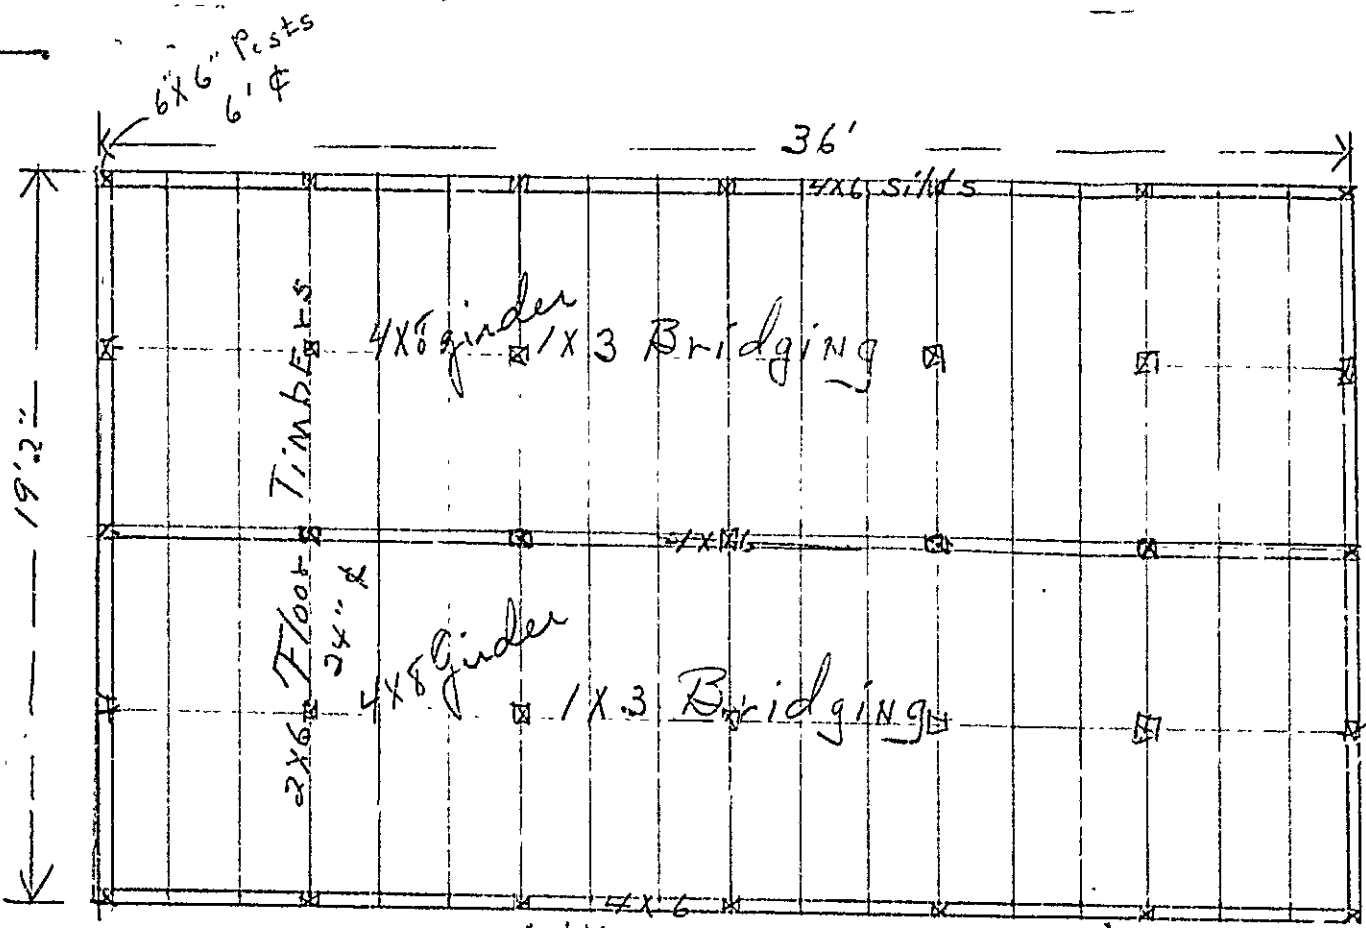 6"X6" Posts
6' ℄
36'
4X6 sills
19'.2"
4X8 girder
1X3 Bridging
2X6 Floor Timbers
24" ℄
4X6
4X8 Girder
1X3 Bridging
4X6